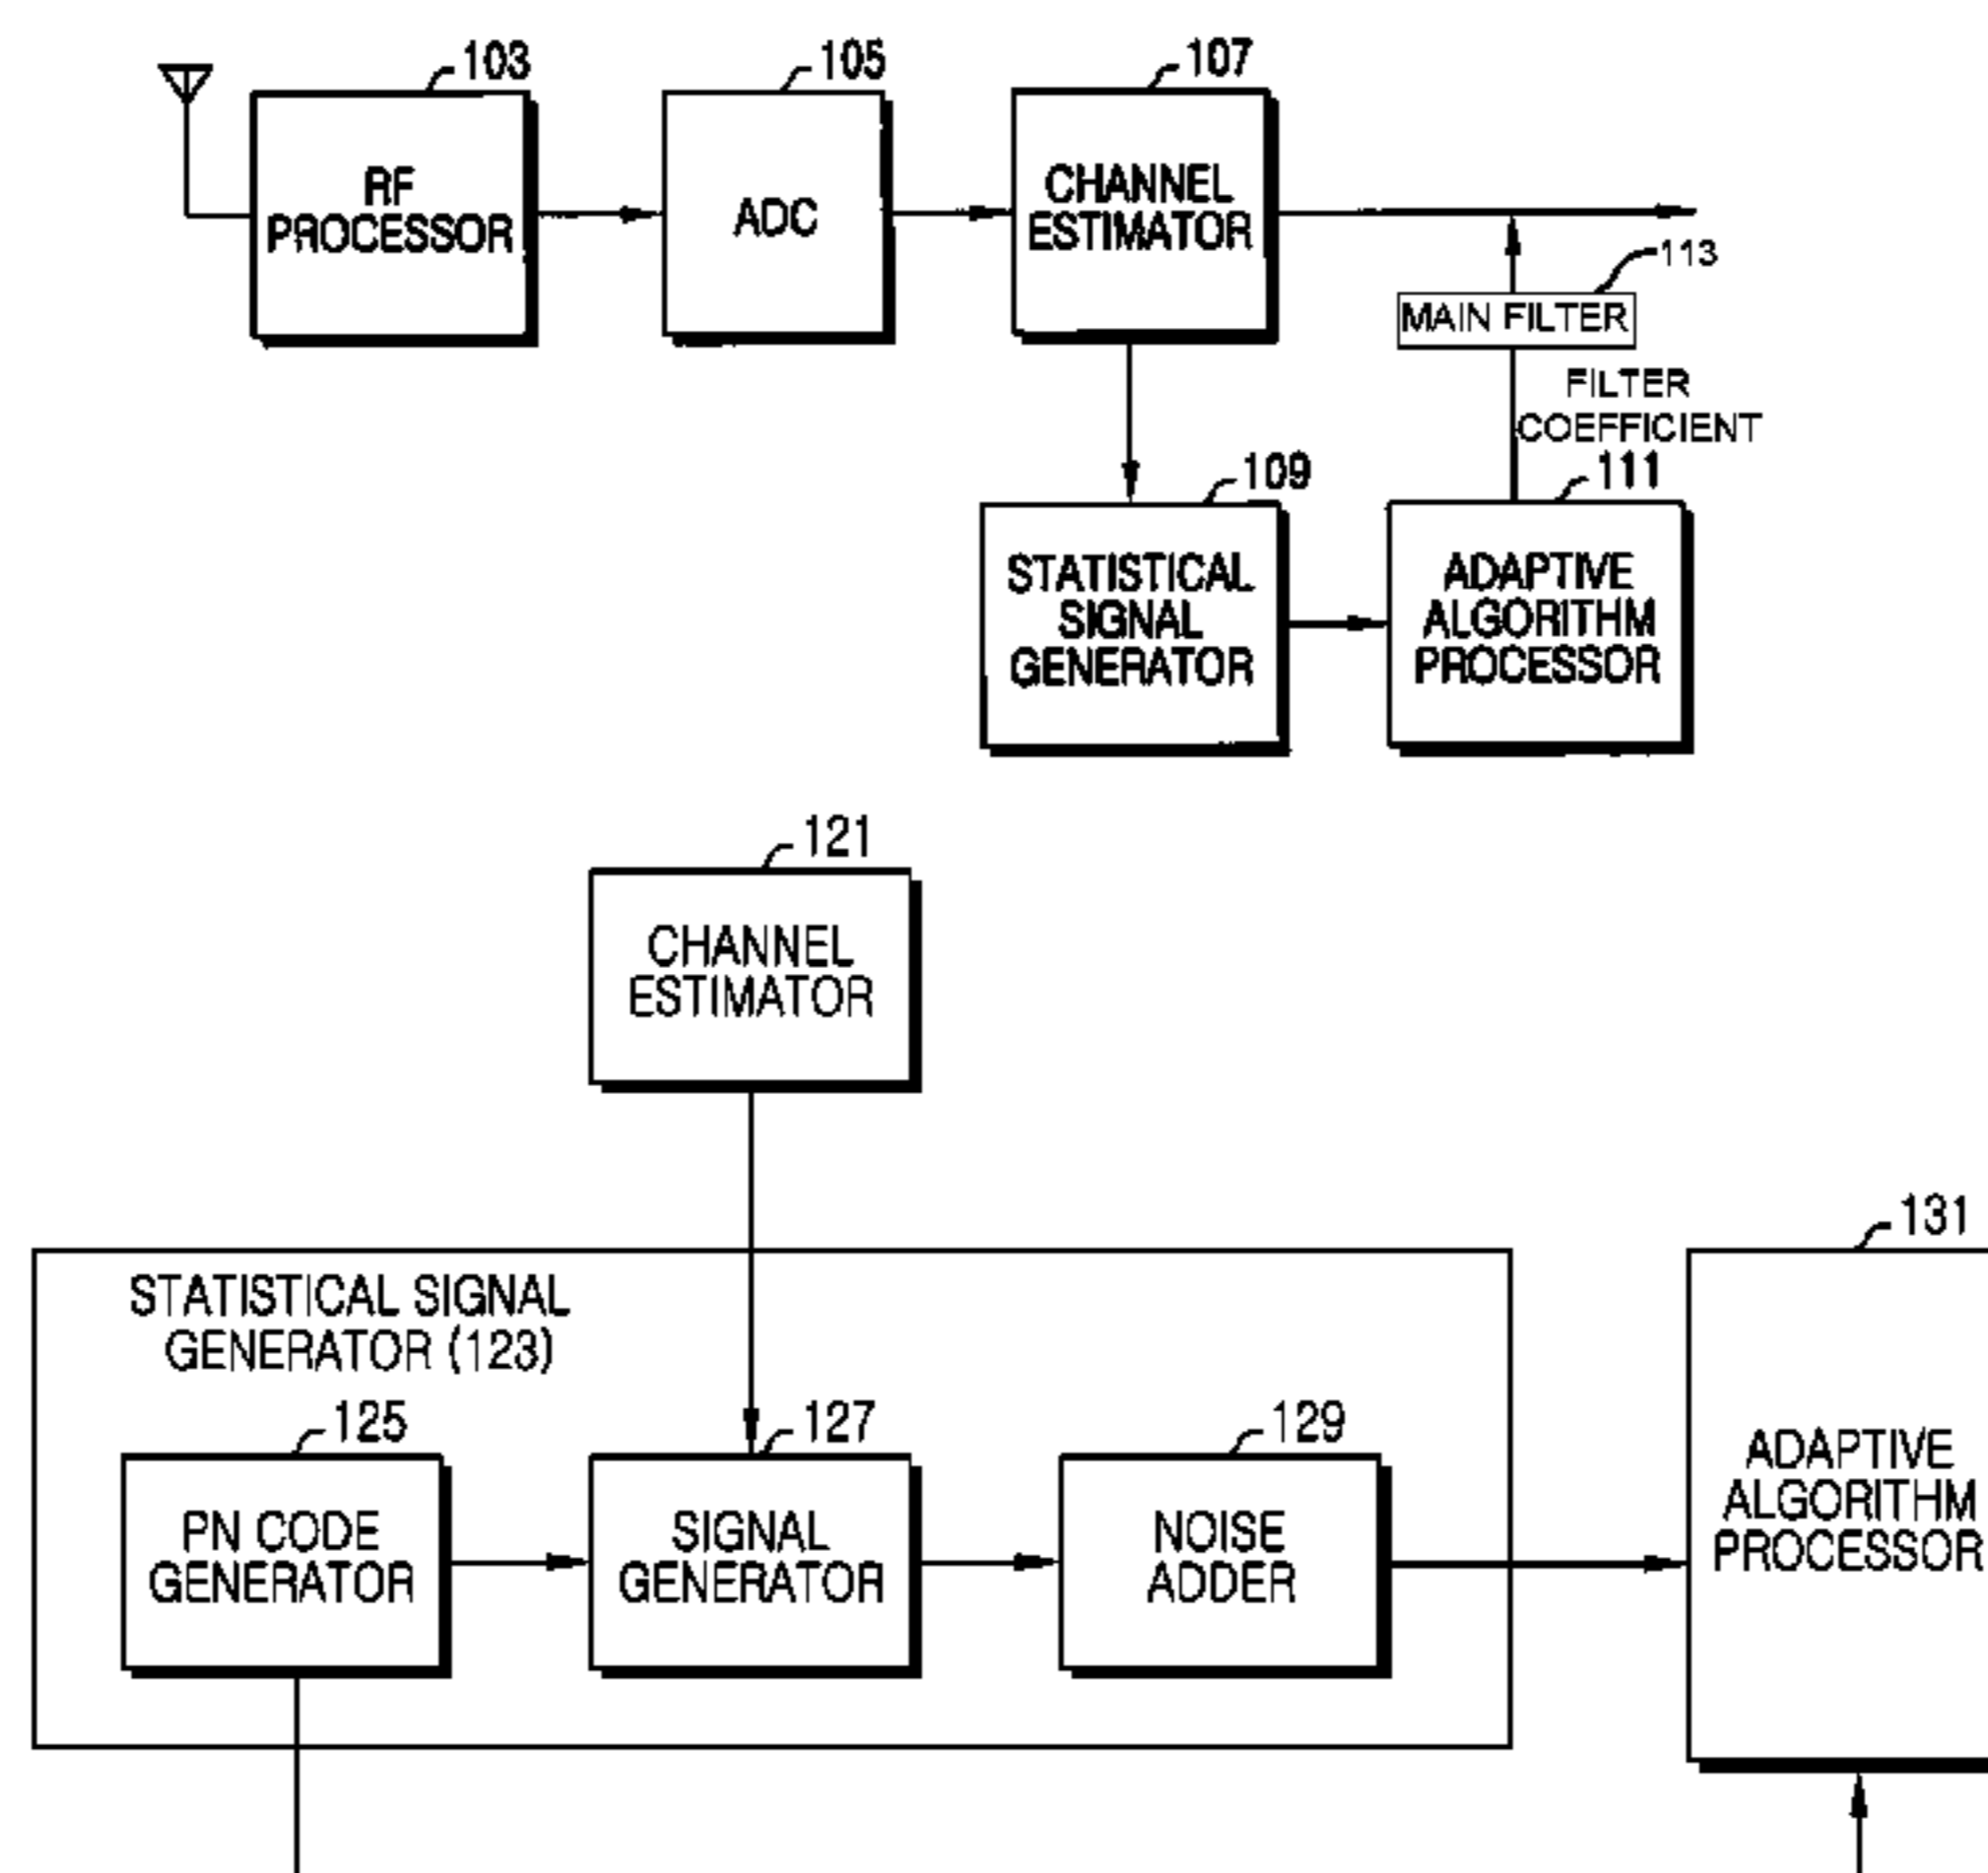 103
105
107
RF
PROCESSOR
ADC
CHANNEL
ESTIMATOR
113
MAIN FILTER
FILTER
COEFFICIENT
109
111
STATISTICAL
SIGNAL
GENERATOR
ADAPTIVE
ALGORITHM
PROCESSOR
121
CHANNEL
ESTIMATOR
131
STATISTICAL SIGNAL
GENERATOR (123)
125
127
129
PN CODE
GENERATOR
SIGNAL
GENERATOR
NOISE
ADDER
ADAPTIVE
ALGORITHM
PROCESSOR